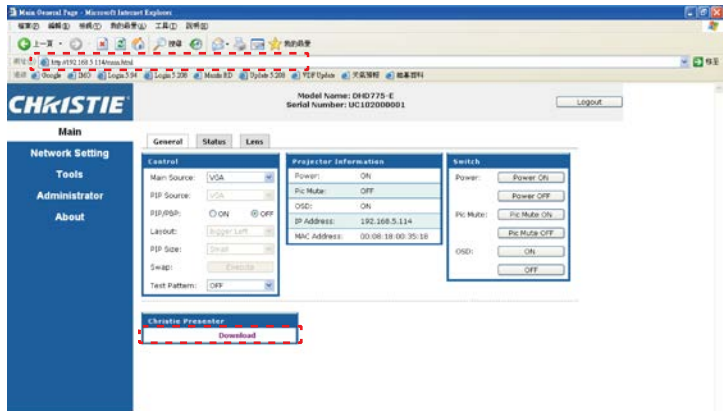 Main General Page - Microsoft Internet Explorer
http://192.168.5.114/main.html
Google
IMO
CHRISTIE
Model Name: DHD775-E
Serial Number: UC102000001
Logout
Main
Network Setting
Tools
Administrator
About
General Status Lens
Control
Main Source: VGA
PIP Source: VGA
PIP/PBP: ON OFF
Layout: Bigger Left
PIP Size: Small
Swap: Execute
Test Pattern: OFF
Projector Information
Power: ON
Pic Mute: OFF
OSD: ON
IP Address: 192.168.5.114
MAC Address: 00:08:18:00:35:18
Switch
Power: Power ON
Power OFF
Pic Mute: Pic Mute ON
Pic Mute OFF
OSD: ON
OFF
Christie Presenter
Download